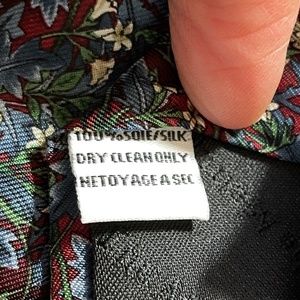 100%SOIE/SILK
DRY CLEAN ONLY
NETOYAGE A SEC